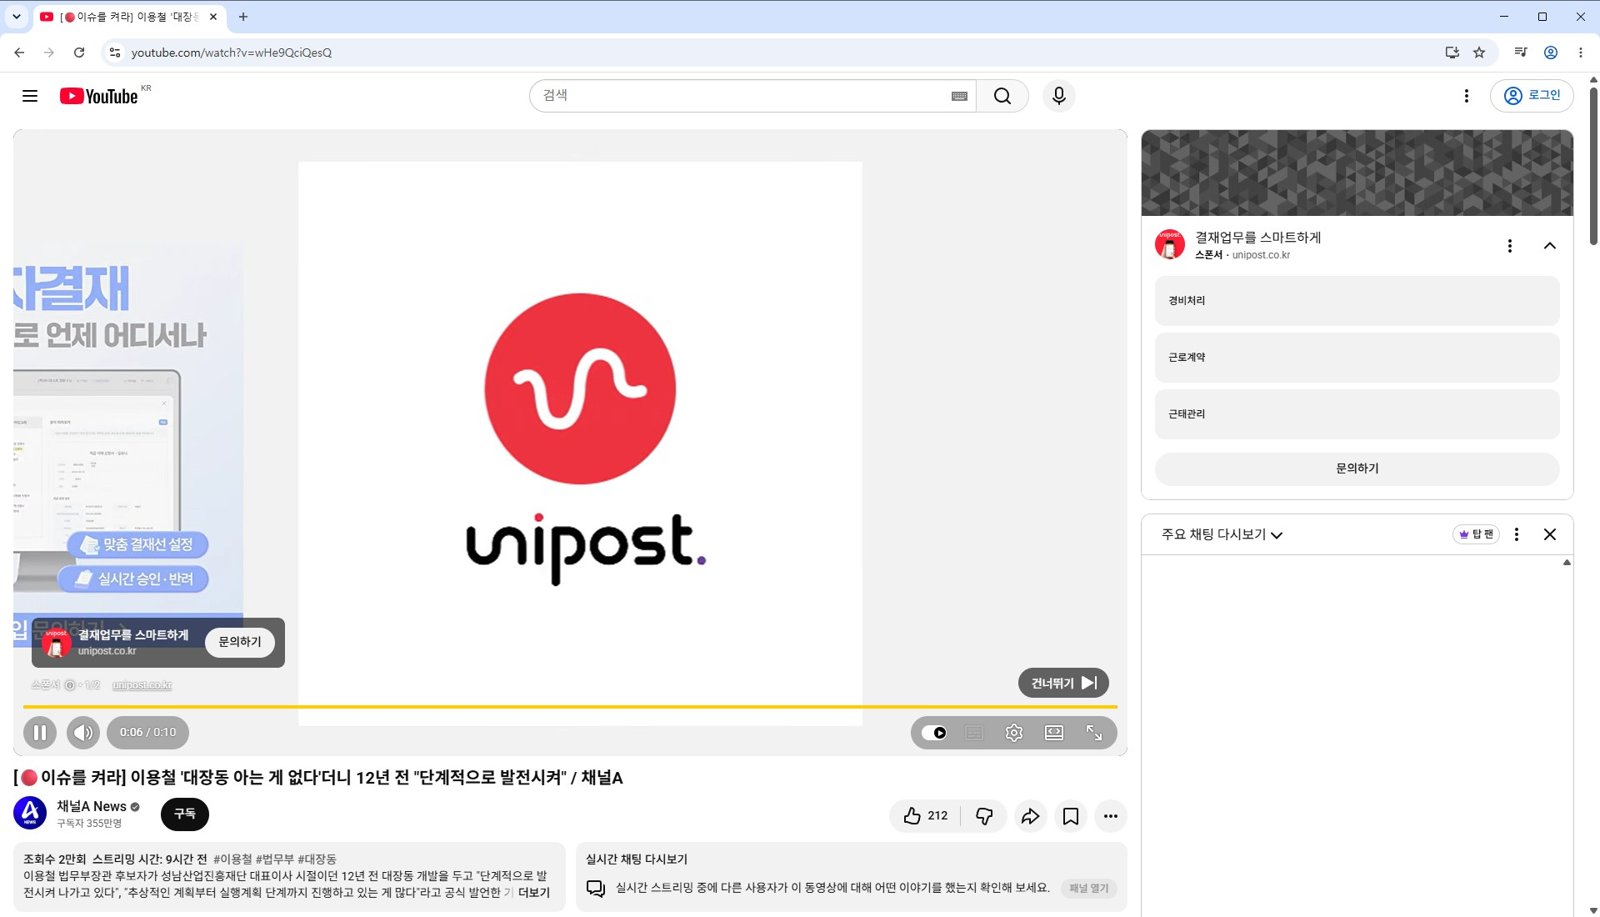 [🔴이슈를 켜라] 이용철 '대장동
youtube.com/watch?v=wHe9QciQesQ
YouTube KR
검색
로그인
자결재
로 언제 어디서나
맞춤 결재선 설정
실시간 승인·반려
unipost.
결재업무를 스마트하게
unipost.co.kr
문의하기
스폰서 · 1/2 unipost.co.kr
건너뛰기
0:06 / 0:10
결재업무를 스마트하게
스폰서 · unipost.co.kr
경비처리
근로계약
근태관리
문의하기
주요 채팅 다시보기
탑 팬
[🔴이슈를 켜라] 이용철 '대장동 아는 게 없다'더니 12년 전 "단계적으로 발전시켜" / 채널A
채널A News
구독자 355만명
구독
212
조회수 2만회 스트리밍 시간: 9시간 전 #이용철 #법무부 #대장동
이용철 법무부장관 후보자가 성남산업진흥재단 대표이사 시절이던 12년 전 대장동 개발을 두고 "단계적으로 발
전시켜 나가고 있다", "추상적인 계획부터 실행계획 단계까지 진행하고 있는 게 많다"라고 공식 발언한 기 더보기
실시간 채팅 다시보기
실시간 스트리밍 중에 다른 사용자가 이 동영상에 대해 어떤 이야기를 했는지 확인해 보세요.
패널 열기